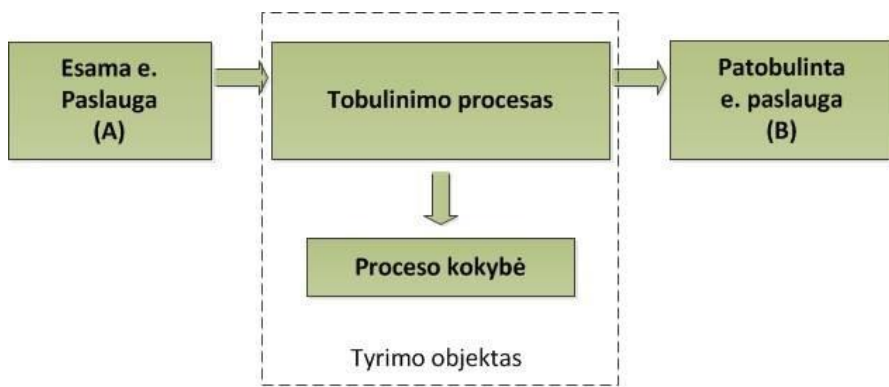 Esama e.
Paslauga
(A)
Tobulinimo procesas
Patobulinta
e. paslauga
(B)
Proceso kokybė
Tyrimo objektas